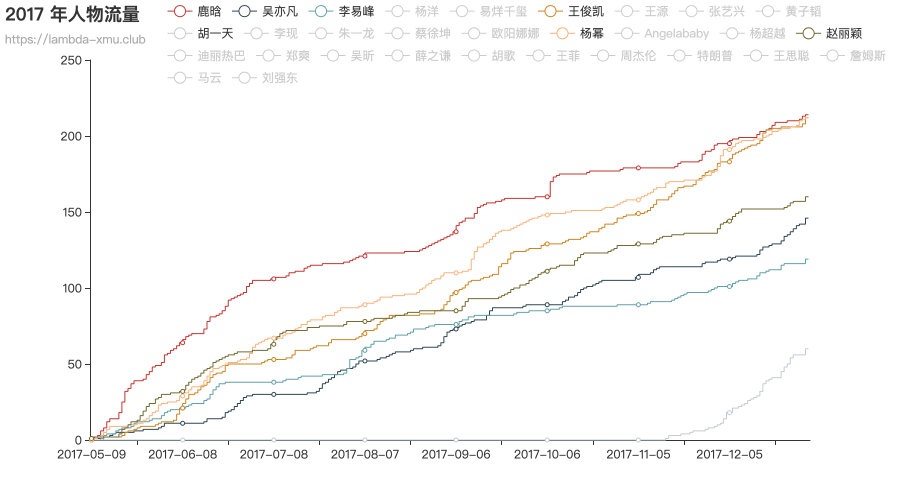 2017 年人物流量
https://lambda-xmu.club
鹿晗 吴亦凡 李易峰 杨洋 易烊千玺 王俊凯 王源 张艺兴 黄子韬
胡一天 李现 朱一龙 蔡徐坤 欧阳娜娜 杨幂 Angelababy 杨超越 赵丽颖
迪丽热巴 郑爽 吴昕 薛之谦 胡歌 王菲 周杰伦 特朗普 王思聪 詹姆斯
马云 刘强东
250
200
150
100
50
0
2017-05-09 2017-06-08 2017-07-08 2017-08-07 2017-09-06 2017-10-06 2017-11-05 2017-12-05